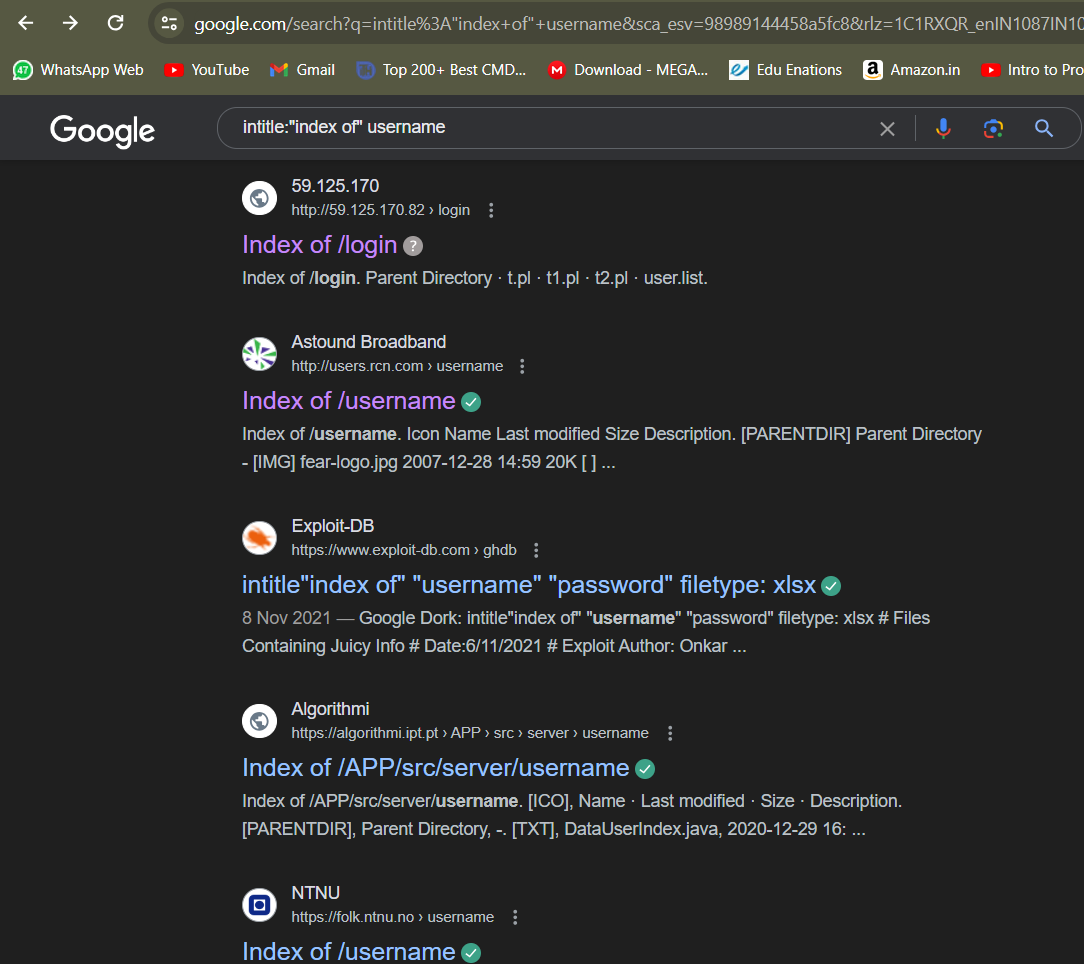 google.com/search?q=intitle%3A"index+of"+username&sca_esv=98989144458a5fc8&rlz=1C1RXQR_enIN1087IN10
47 WhatsApp Web YouTube Gmail Top 200+ Best CMD... M Download - MEGA... Edu Enations a Amazon.in Intro to Pro
Google
intitle:"index of" username
59.125.170
http://59.125.170.82 › login
Index of /login ?
Index of /login. Parent Directory · t.pl · t1.pl · t2.pl · user.list.
Astound Broadband
http://users.rcn.com › username
Index of /username
Index of /username. Icon Name Last modified Size Description. [PARENTDIR] Parent Directory
- [IMG] fear-logo.jpg 2007-12-28 14:59 20K [ ] ...
Exploit-DB
https://www.exploit-db.com › ghdb
intitle"index of" "username" "password" filetype: xlsx
8 Nov 2021 — Google Dork: intitle"index of" "username" "password" filetype: xlsx # Files
Containing Juicy Info # Date:6/11/2021 # Exploit Author: Onkar ...
Algorithmi
https://algorithmi.ipt.pt › APP › src › server › username
Index of /APP/src/server/username
Index of /APP/src/server/username. [ICO], Name · Last modified · Size · Description.
[PARENTDIR], Parent Directory, -. [TXT], DataUserIndex.java, 2020-12-29 16: ...
NTNU
https://folk.ntnu.no › username
Index of /username